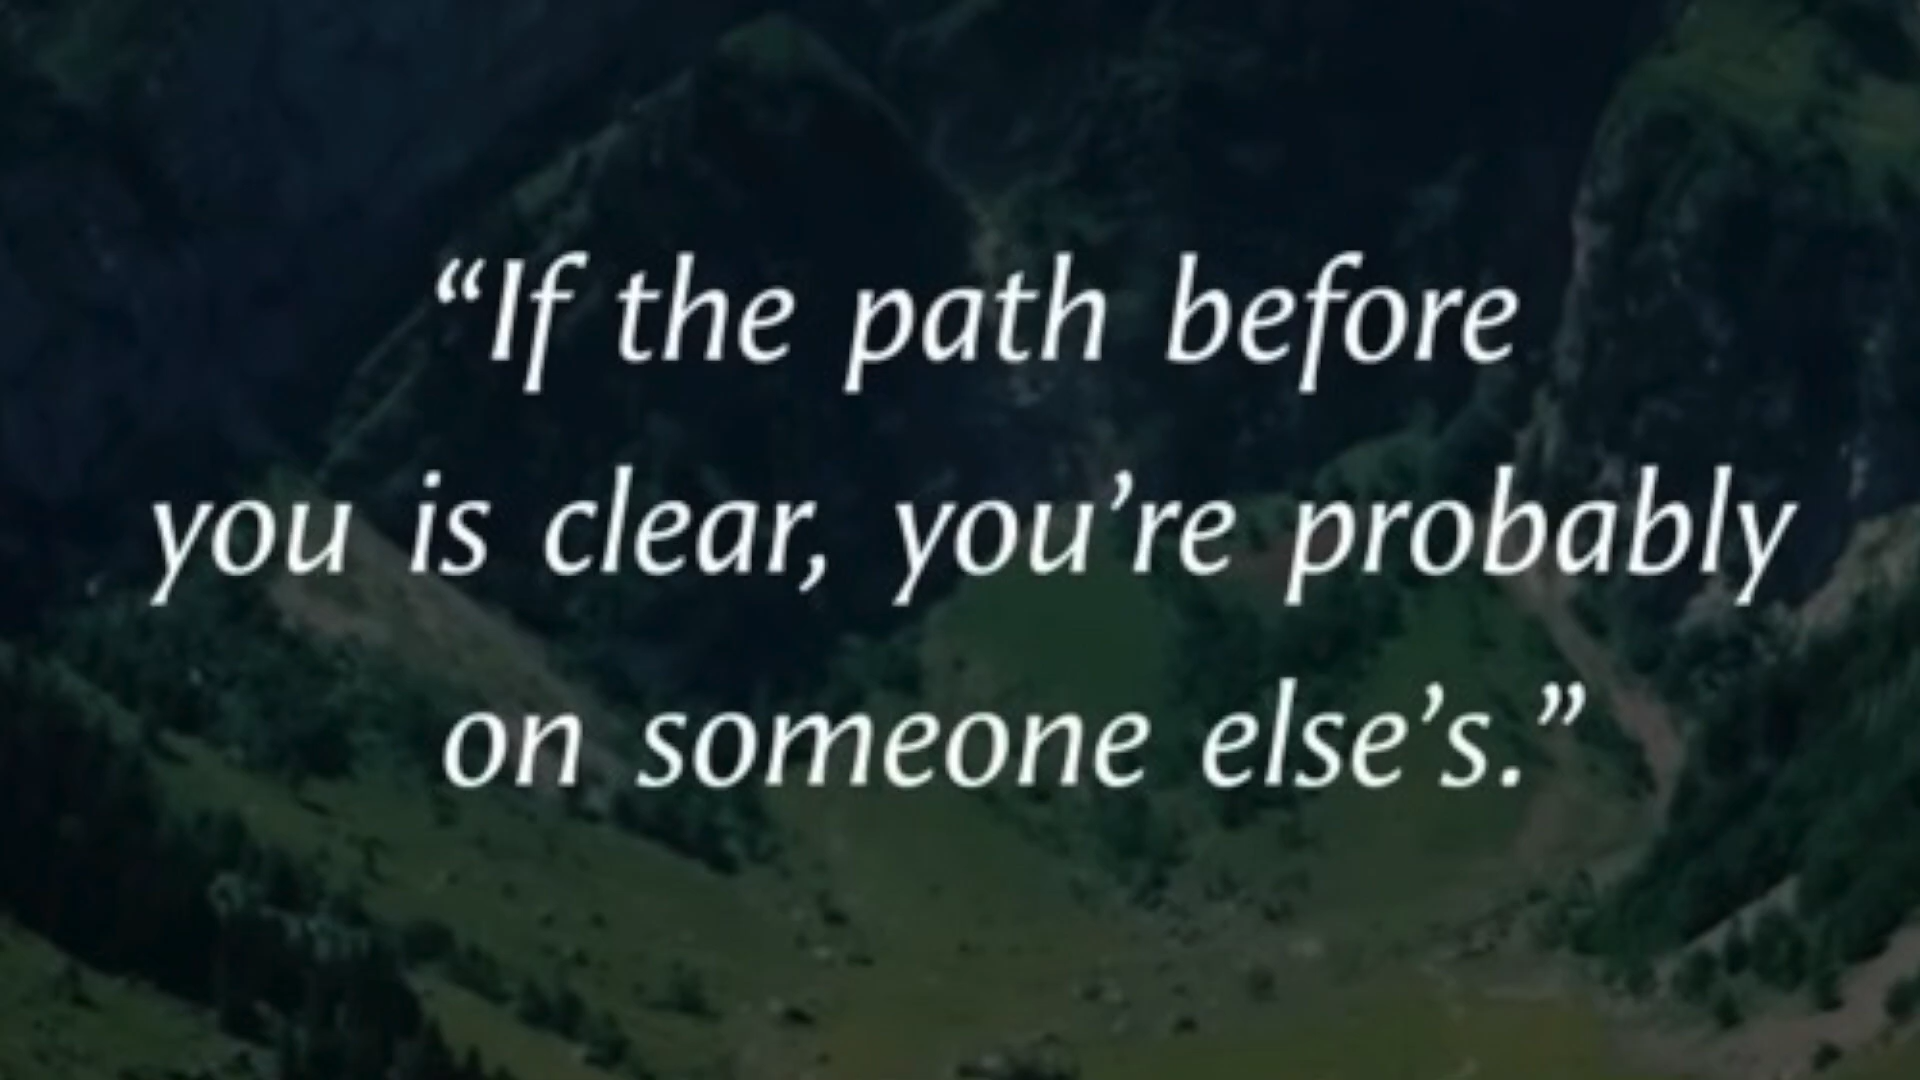 “If the path before
you is clear, you’re probably
on someone else’s.”